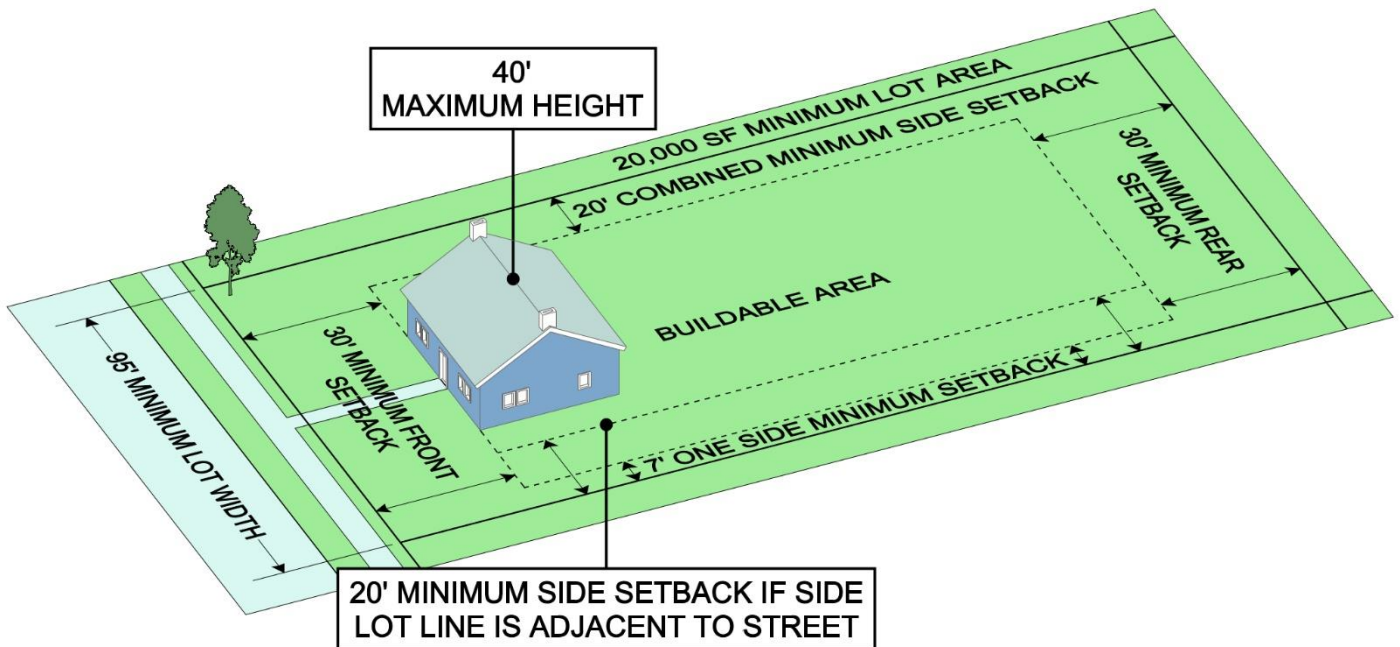 40'
MAXIMUM HEIGHT
20,000 SF MINIMUM LOT AREA
20' COMBINED MINIMUM SIDE SETBACK
30' MINIMUM REAR
SETBACK
BUILDABLE AREA
30' MINIMUM FRONT
SETBACK
95' MINIMUM LOT WIDTH
7' ONE SIDE MINIMUM SETBACK
20' MINIMUM SIDE SETBACK IF SIDE
LOT LINE IS ADJACENT TO STREET